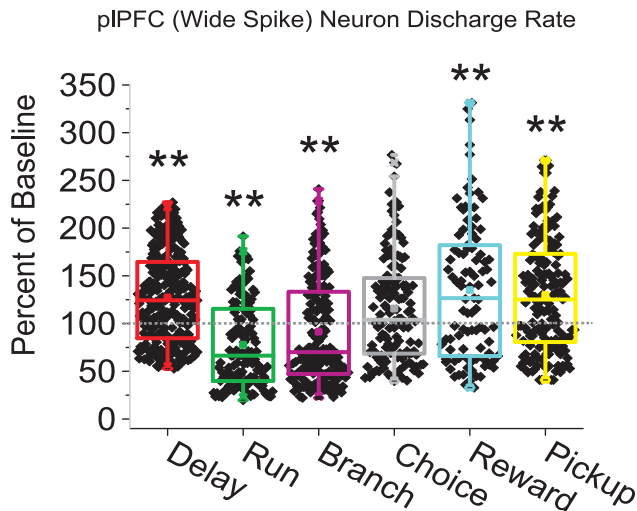 plPFC (Wide Spike) Neuron Discharge Rate
Percent of Baseline
350
300
250
200
150
100
50
0
**
**
**
**
**
Delay
Run
Branch
Choice
Reward
Pickup